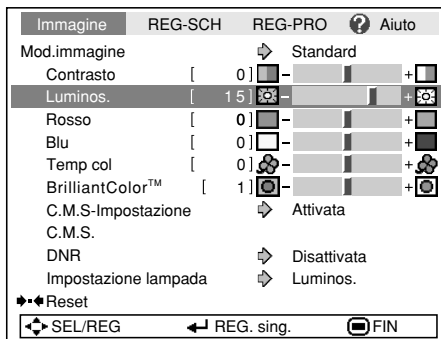 Immagine REG-SCH REG-PRO ? Aiuto
Mod.immagine Standard
Contrasto [ 0] - +
Luminos. [ 15] - +
Rosso [ 0] - +
Blu [ 0] - +
Temp col [ 0] - +
BrilliantColor™ [ 1] - +
C.M.S-Impostazione Attivata
C.M.S.
DNR Disattivata
Impostazione lampada Luminos.
Reset
SEL/REG REG. sing. FIN